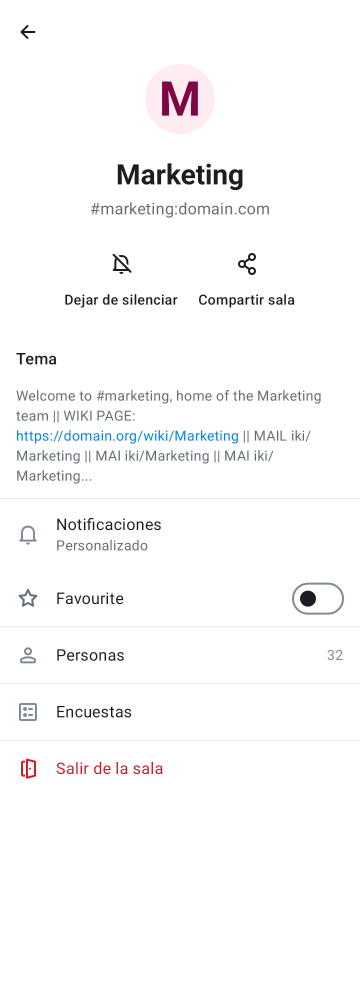 M
Marketing
#marketing:domain.com
Dejar de silenciar
Compartir sala
Tema
Welcome to #marketing, home of the Marketing
team || WIKI PAGE:
https://domain.org/wiki/Marketing || MAIL iki/
Marketing || MAI iki/Marketing || MAI iki/
Marketing...
Notificaciones
Personalizado
Favourite
Personas 32
Encuestas
Salir de la sala